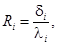 Rᵢ = δᵢ / λᵢ,